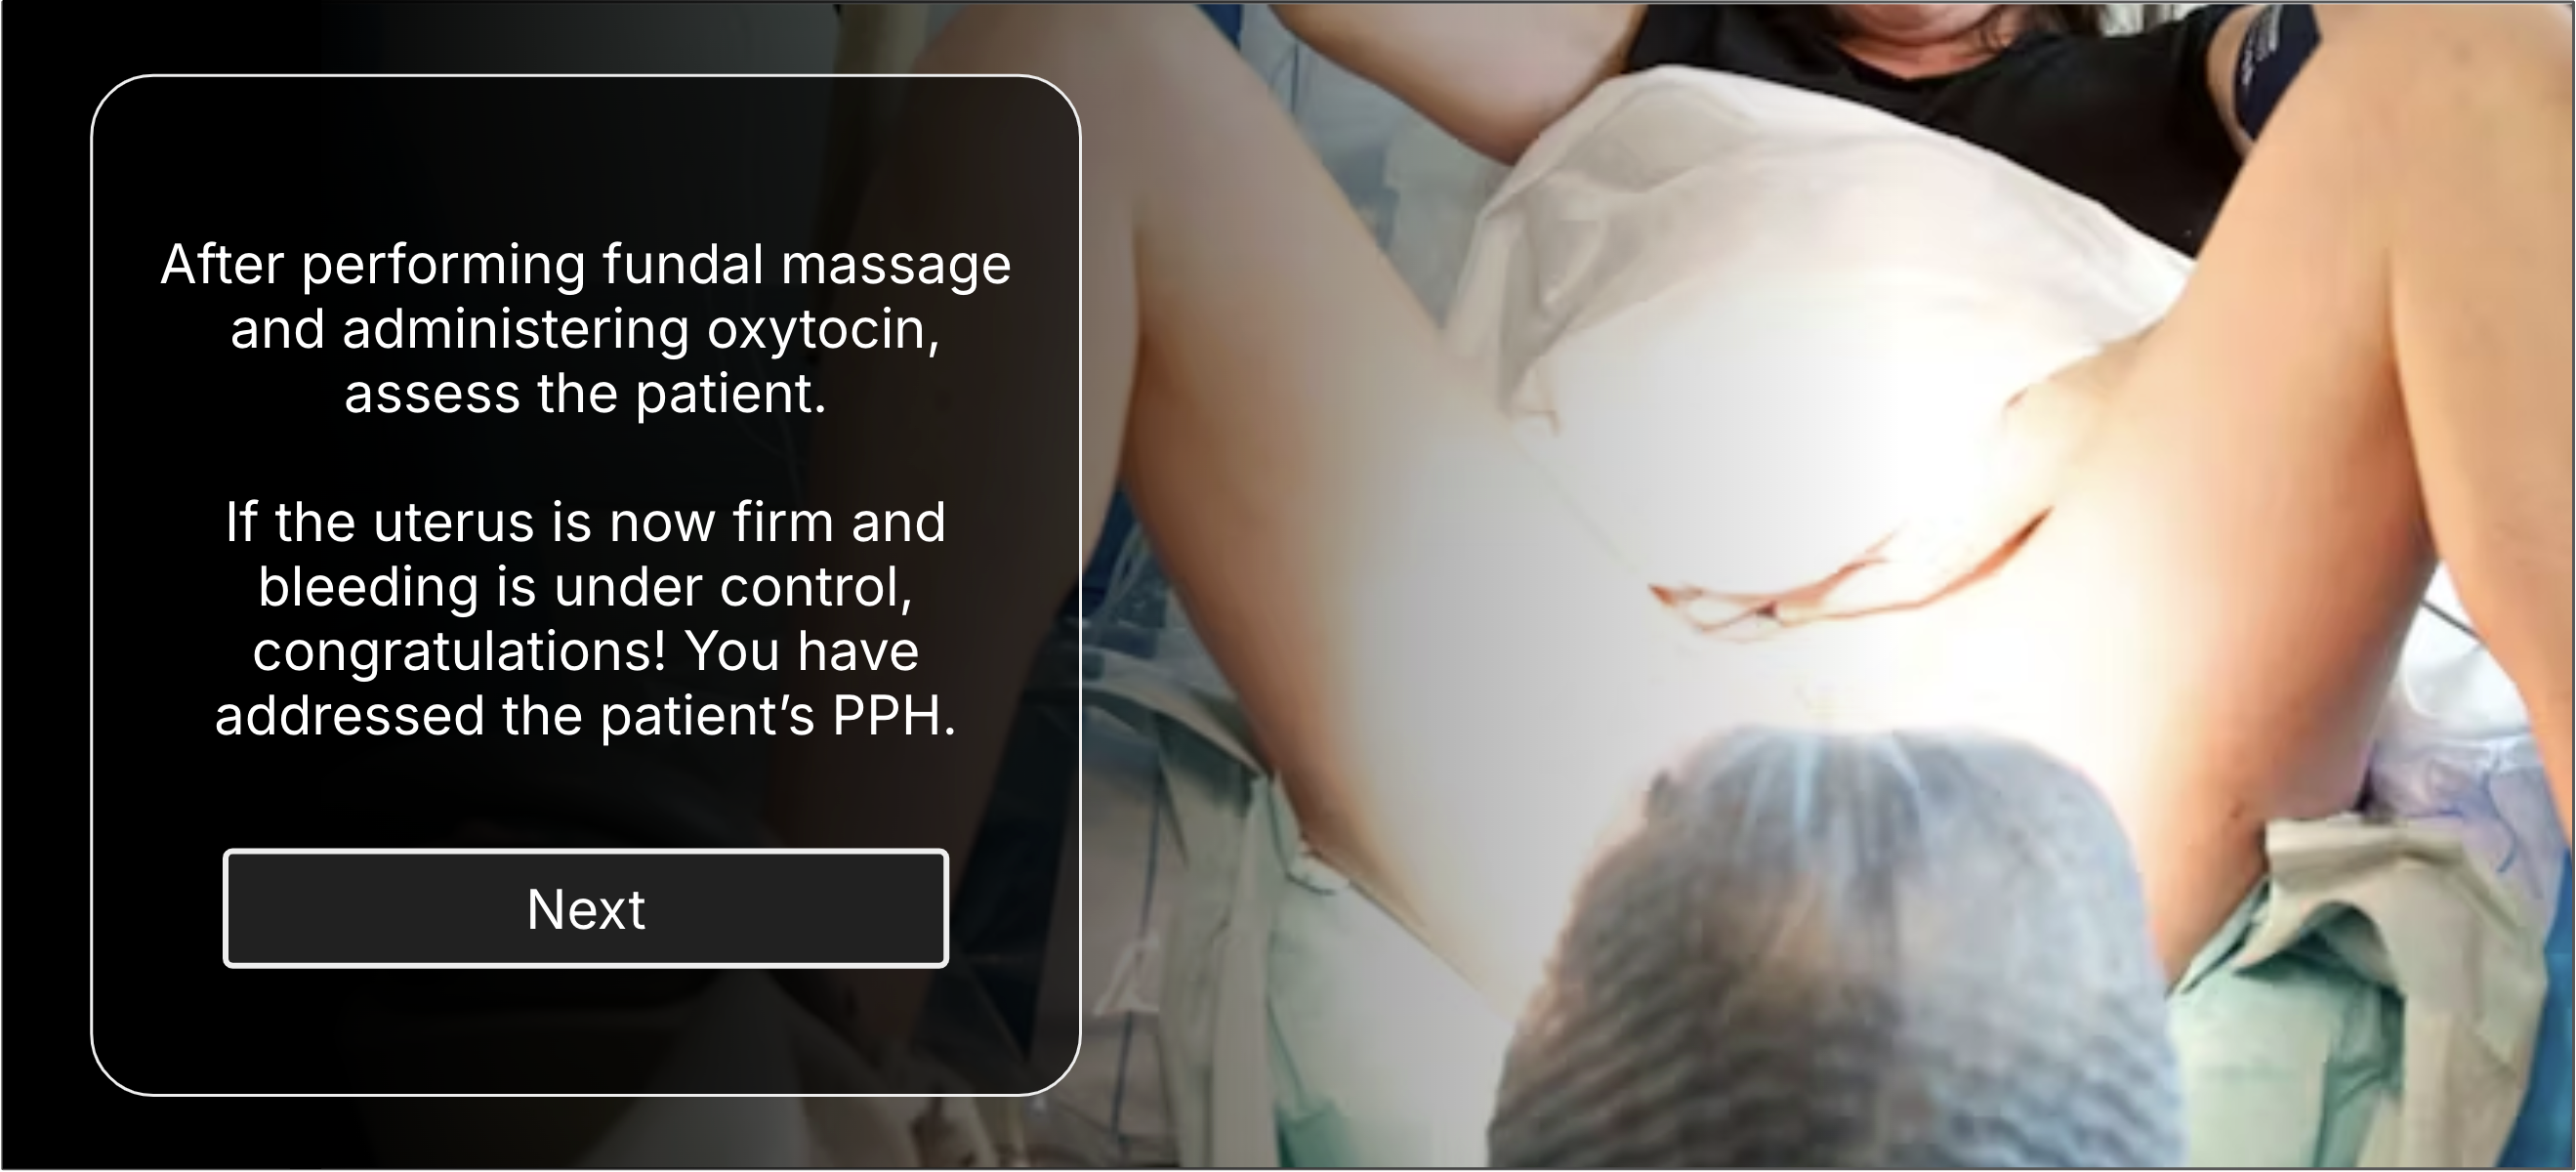 After performing fundal massage
and administering oxytocin,
assess the patient.
If the uterus is now firm and
bleeding is under control,
congratulations! You have
addressed the patient’s PPH.
Next